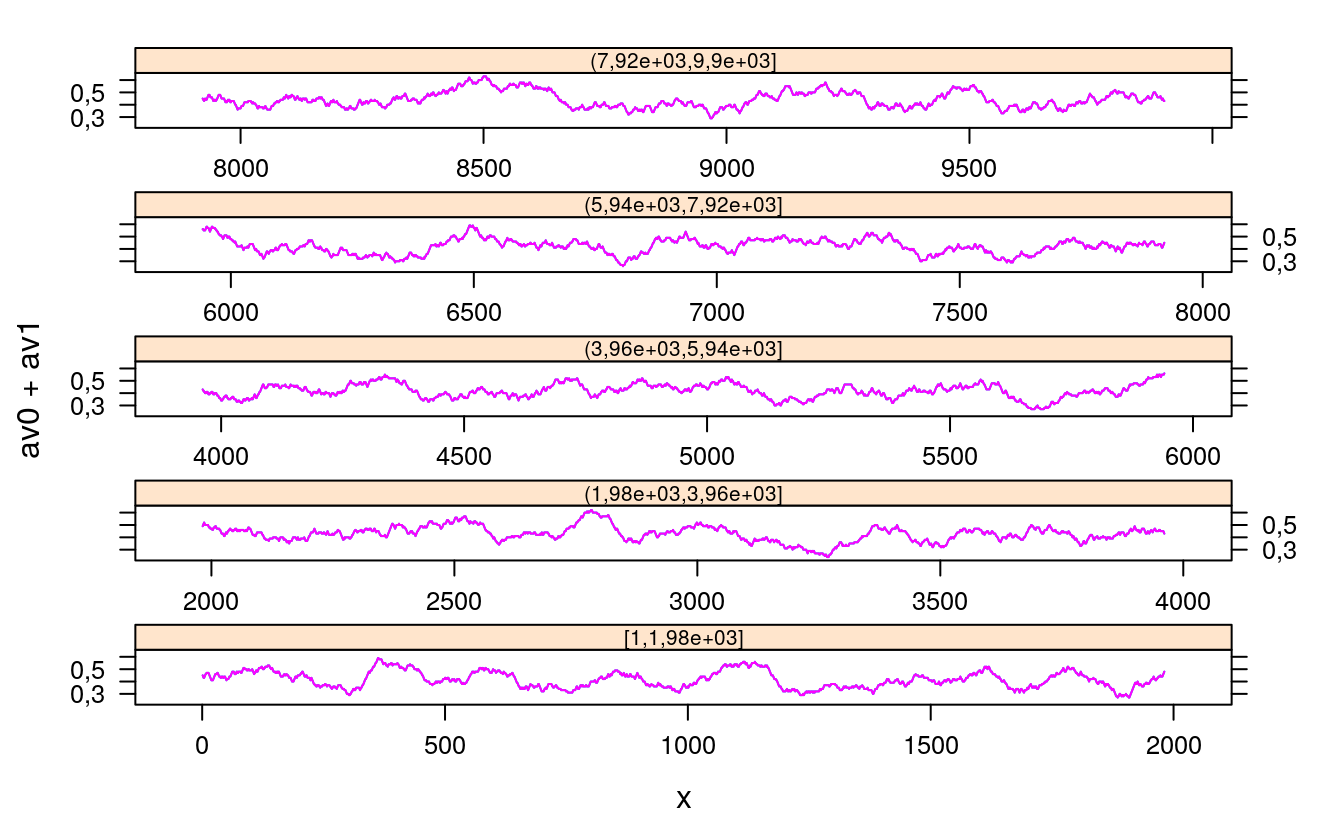 (7,92e+03,9,9e+03]
0,5
0,3
8000 8500 9000 9500
(5,94e+03,7,92e+03]
0,5
0,3
6000 6500 7000 7500 8000
(3,96e+03,5,94e+03]
0,5
0,3
4000 4500 5000 5500 6000
(1,98e+03,3,96e+03]
0,5
0,3
2000 2500 3000 3500 4000
[1,1,98e+03]
0,5
0,3
0 500 1000 1500 2000
av0 + av1
x